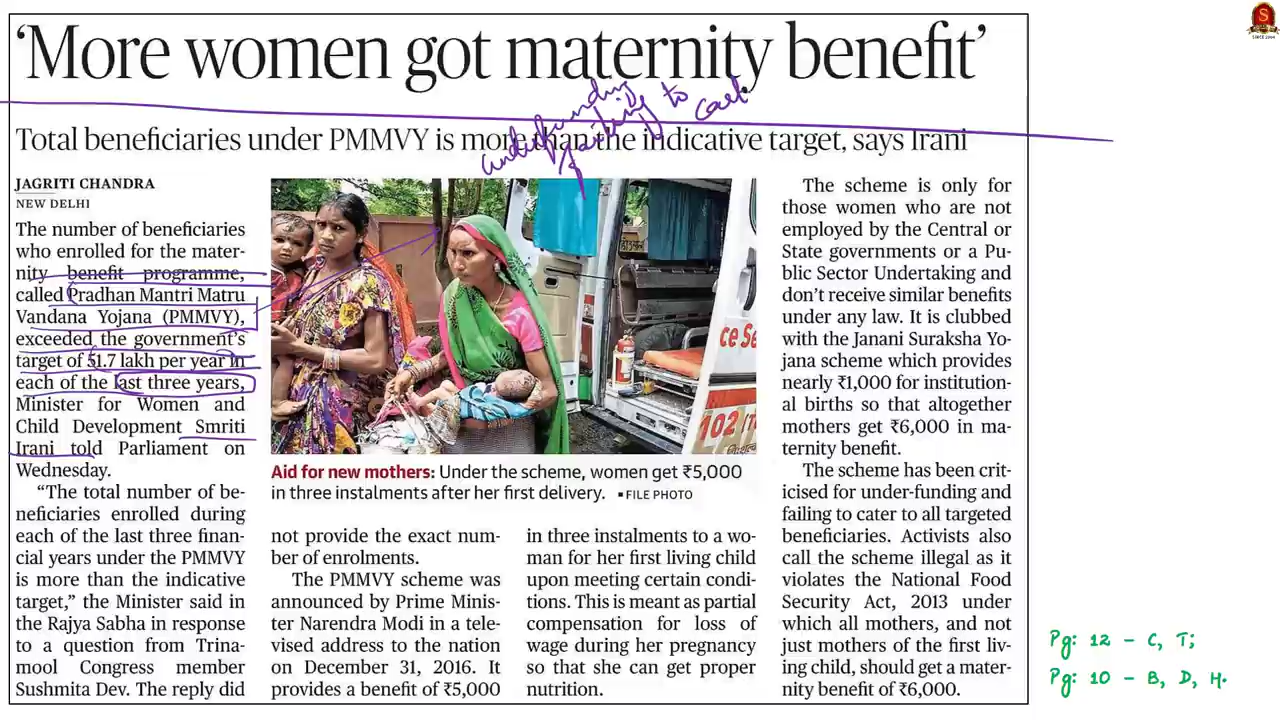 ‘More women got maternity benefit’
Total beneficiaries under PMMVY is more than the indicative target, says Irani
JAGRITI CHANDRA
NEW DELHI
The number of beneficiaries
who enrolled for the mater-
nity benefit programme,
called Pradhan Mantri Matru
Vandana Yojana (PMMVY),
exceeded the government’s
target of 51.7 lakh per year in
each of the last three years,
Minister for Women and
Child Development Smriti
Irani told Parliament on
Wednesday.
“The total number of be-
neficiaries enrolled during
each of the last three finan-
cial years under the PMMVY
is more than the indicative
target,” the Minister said in
the Rajya Sabha in response
to a question from Trina-
mool Congress member
Sushmita Dev. The reply did
Aid for new mothers: Under the scheme, women get ₹5,000
in three instalments after her first delivery. ▪FILE PHOTO
not provide the exact num-
ber of enrolments.
The PMMVY scheme was
announced by Prime Minis-
ter Narendra Modi in a tele-
vised address to the nation
on December 31, 2016. It
provides a benefit of ₹5,000
in three instalments to a wo-
man for her first living child
upon meeting certain condi-
tions. This is meant as partial
compensation for loss of
wage during her pregnancy
so that she can get proper
nutrition.
The scheme is only for
those women who are not
employed by the Central or
State governments or a Pu-
blic Sector Undertaking and
don’t receive similar benefits
under any law. It is clubbed
with the Janani Suraksha Yo-
jana scheme which provides
nearly ₹1,000 for institution-
al births so that altogether
mothers get ₹6,000 in ma-
ternity benefit.
The scheme has been crit-
icised for under-funding and
failing to cater to all targeted
beneficiaries. Activists also
call the scheme illegal as it
violates the National Food
Security Act, 2013 under
which all mothers, and not
just mothers of the first liv-
ing child, should get a mater-
nity benefit of ₹6,000.
underfunding
to
ce Se
102/
Pg: 12 – C, T;
Pg: 10 – B, D, H.
S
SINCE 2004